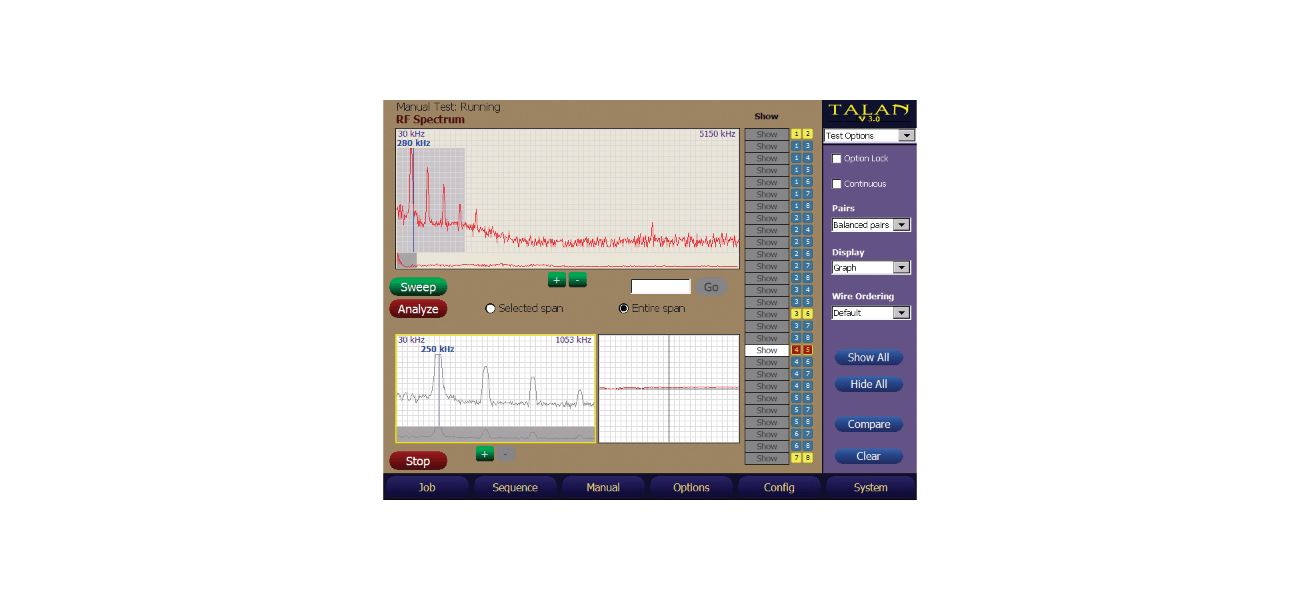 Manual Test: Running
RF Spectrum
Show
TALAN
V 3.0
30 kHz
5150 kHz
280 kHz
Test Options
Option Lock
Continuous
Pairs
Balanced pairs
Display
Graph
Wire Ordering
Default
Show All
Hide All
Compare
Clear
Show 1 2
Show 1 3
Show 1 4
Show 1 5
Show 1 6
Show 1 7
Show 1 8
Show 2 3
Show 2 4
Show 2 5
Show 2 6
Show 2 7
Show 2 8
Show 3 4
Show 3 5
Show 3 6
Show 3 7
Show 3 8
Show 4 5
Show 4 6
Show 4 7
Show 4 8
Show 5 6
Show 5 7
Show 5 8
Show 6 7
Show 6 8
Show 7 8
+ -
Sweep
Go
Analyze
Selected span
Entire span
30 kHz
1053 kHz
250 kHz
+ -
Stop
Job
Sequence
Manual
Options
Config
System